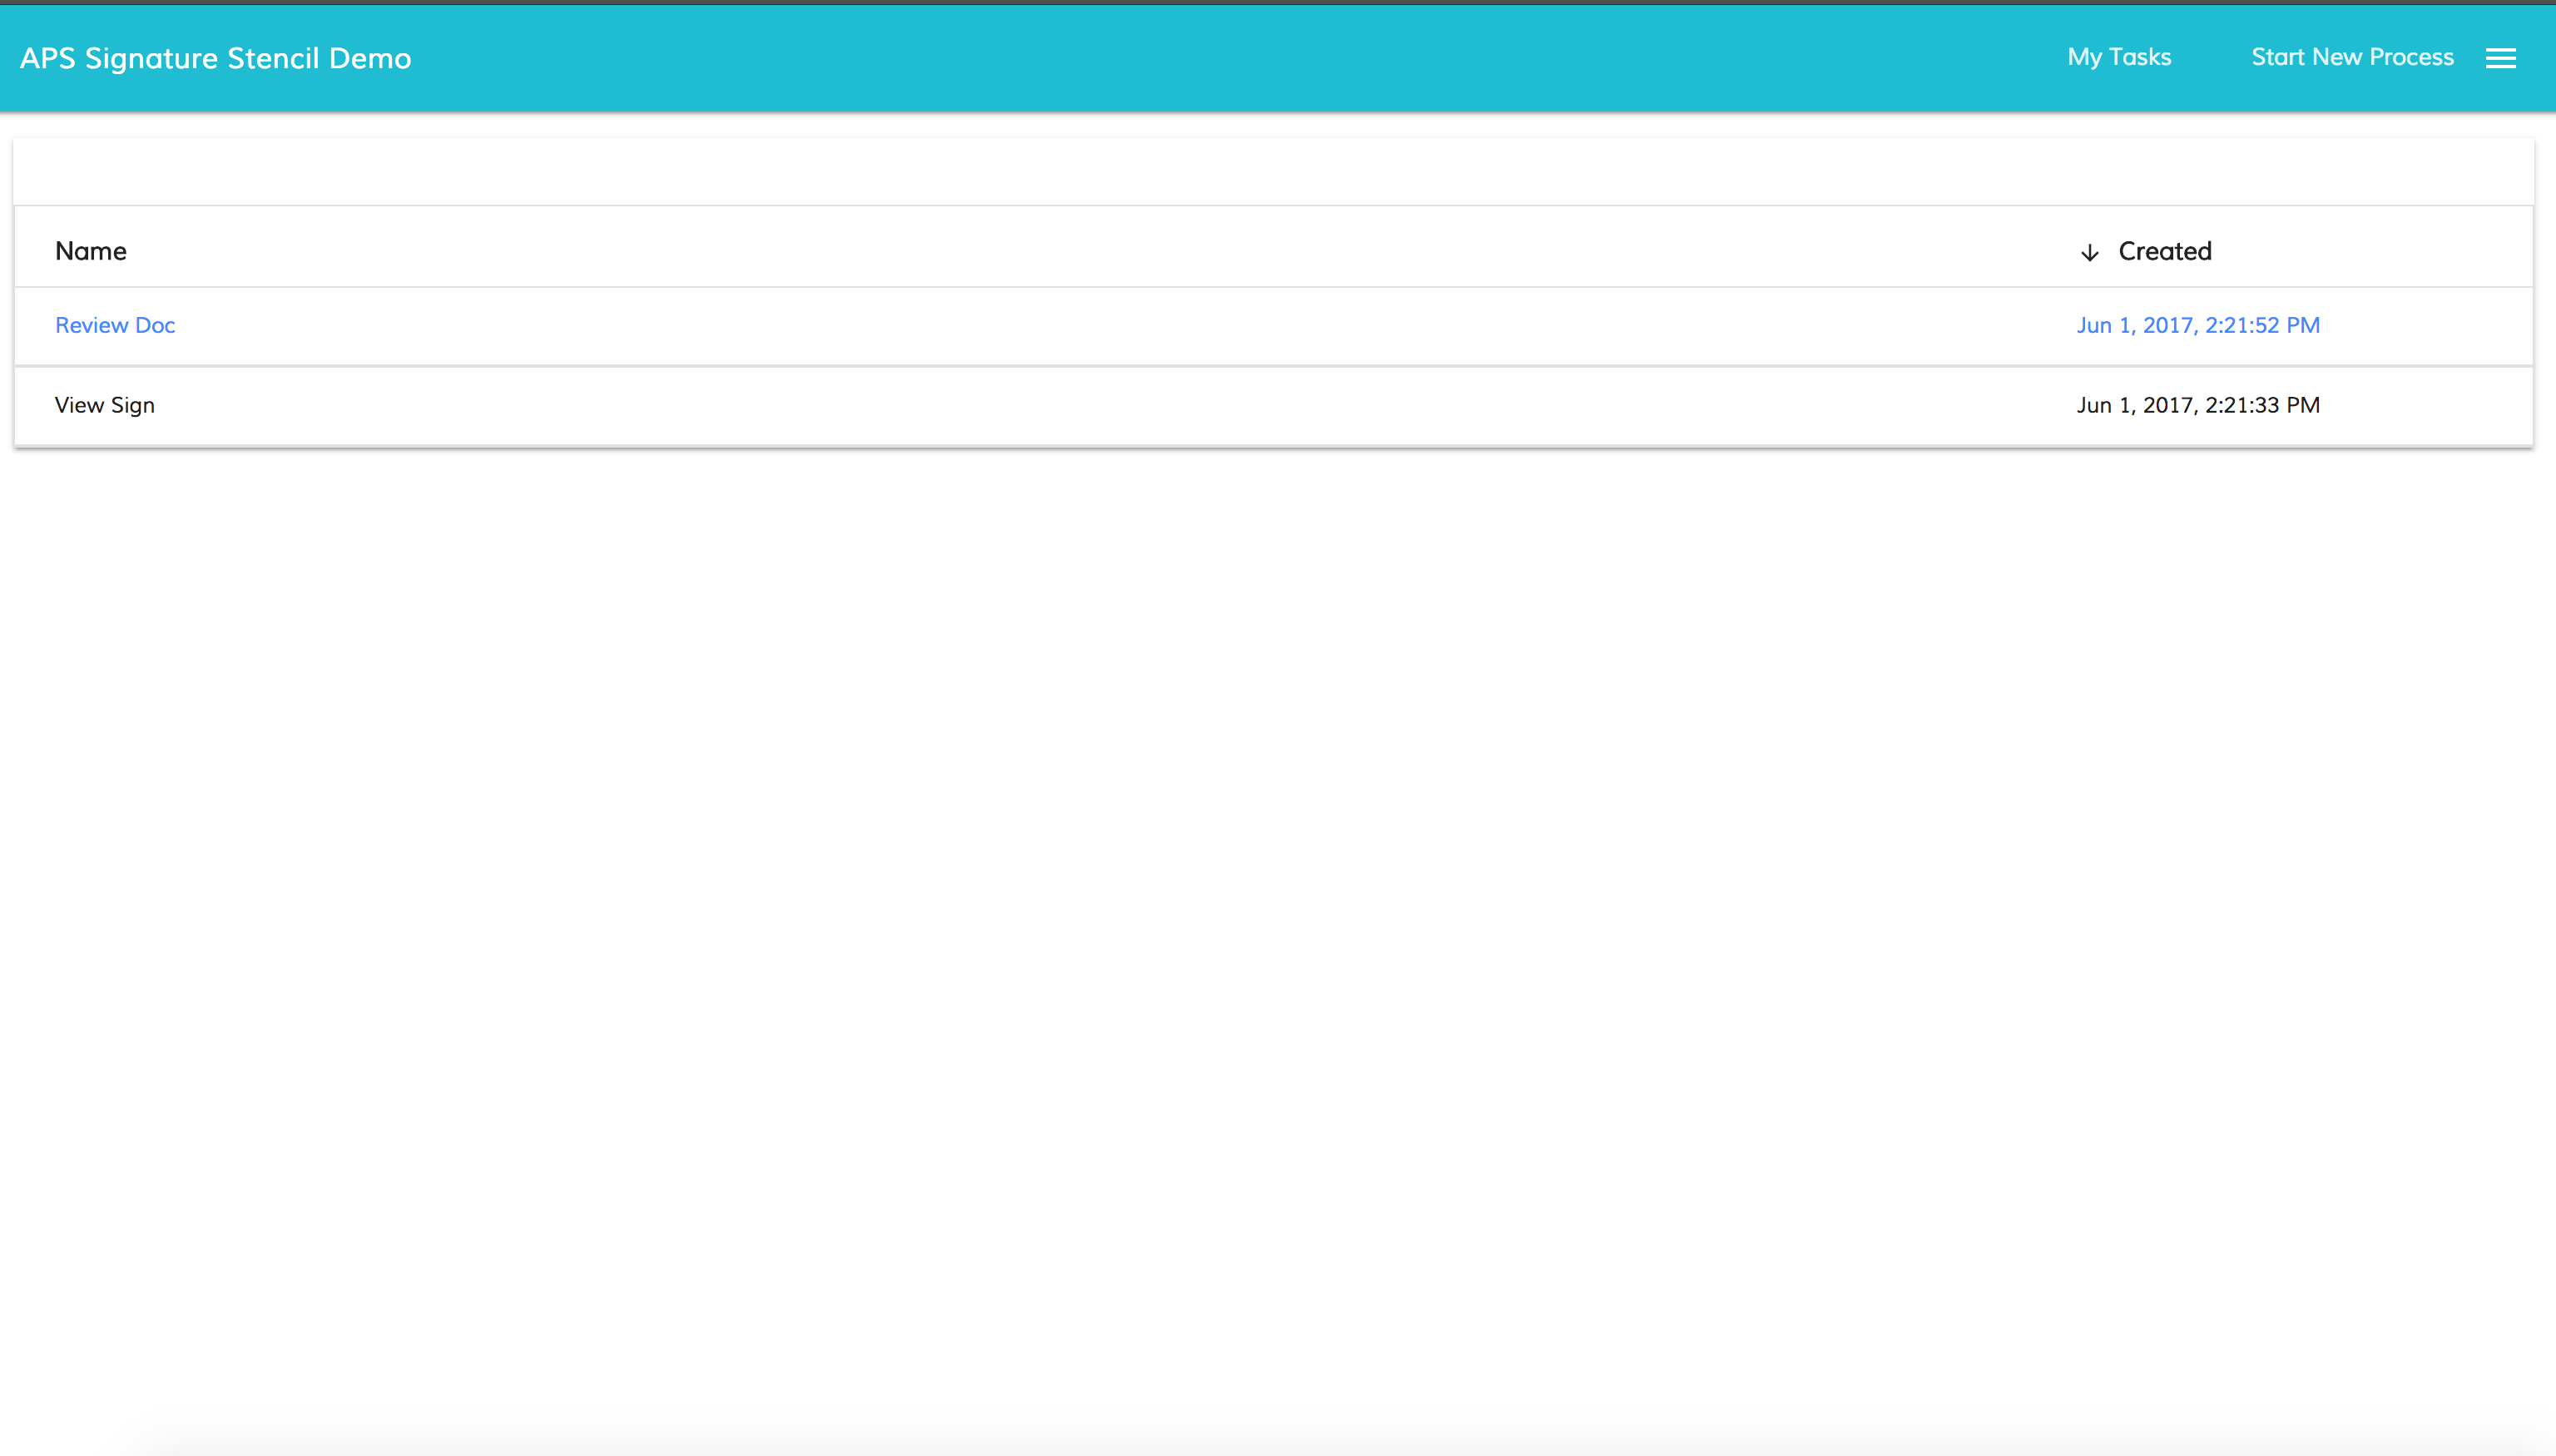 APS Signature Stencil Demo My Tasks Start New Process
Name Created
Review Doc Jun 1, 2017, 2:21:52 PM
View Sign Jun 1, 2017, 2:21:33 PM